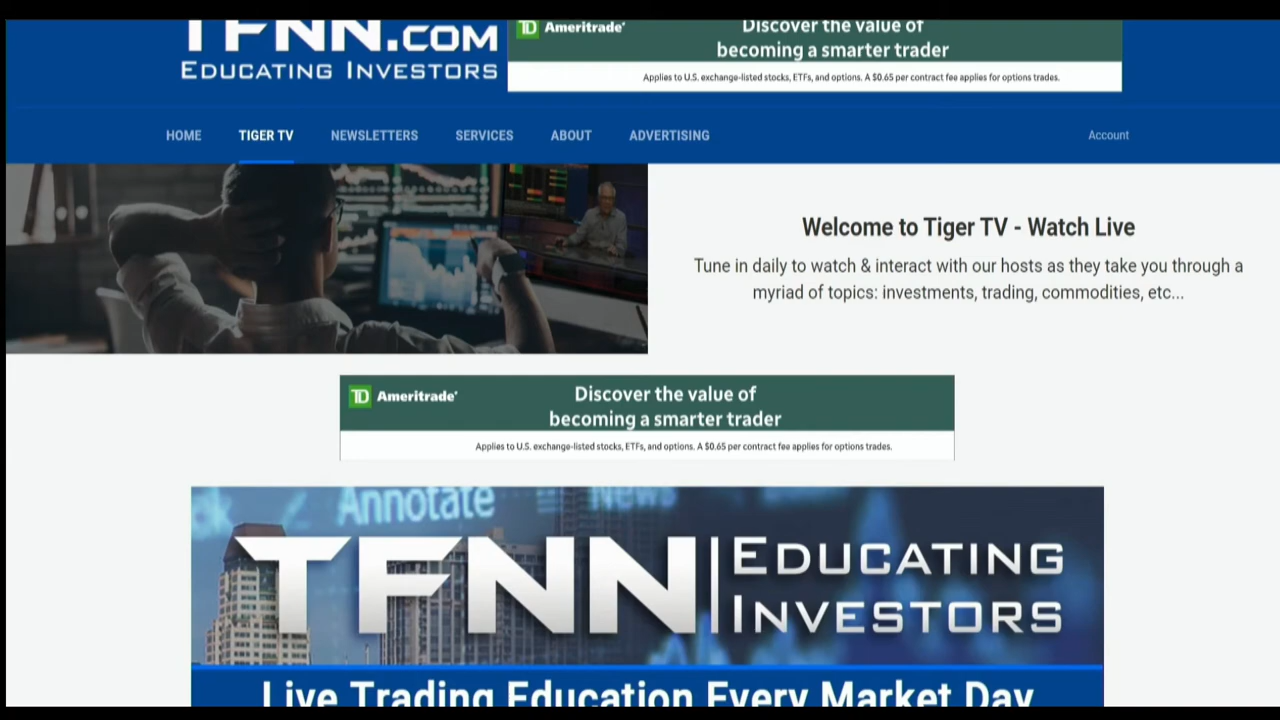 TFNN.COM
EDUCATING INVESTORS
TD Ameritrade
Discover the value of
becoming a smarter trader
Applies to U.S. exchange-listed stocks, ETFs, and options. A $0.65 per contract fee applies for options trades.
HOME TIGER TV NEWSLETTERS SERVICES ABOUT ADVERTISING Account
Welcome to Tiger TV - Watch Live
Tune in daily to watch & interact with our hosts as they take you through a
myriad of topics: investments, trading, commodities, etc...
TD Ameritrade
Discover the value of
becoming a smarter trader
Applies to U.S. exchange-listed stocks, ETFs, and options. A $0.65 per contract fee applies for options trades.
Annotate News
TFNN EDUCATING
INVESTORS
Live Trading Education Every Market Day